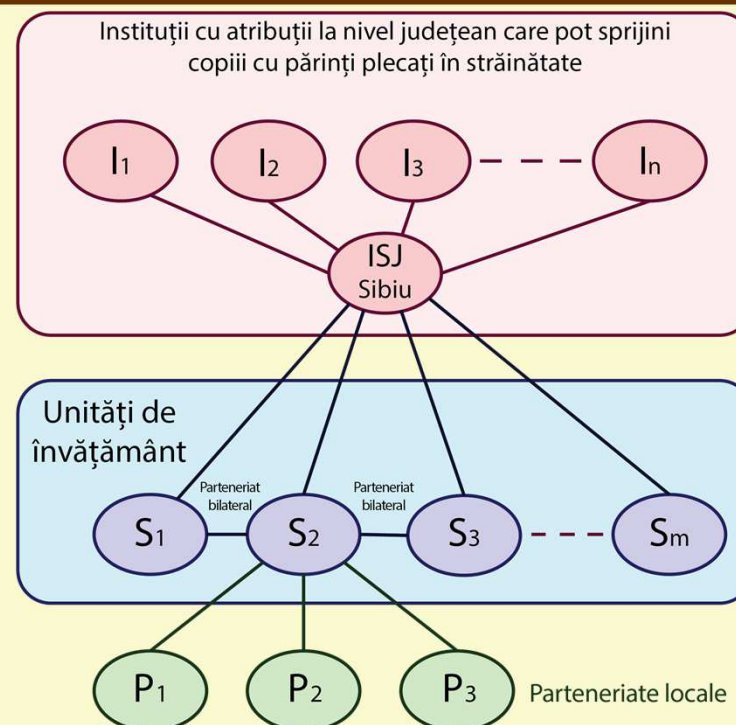 Instituții cu atribuții la nivel județean care pot sprijini
copiii cu părinți plecați în străinătate
I1 I2 I3 In
ISJ
Sibiu
Unități de
învățământ
Parteneriat
bilateral
Parteneriat
bilateral
S1 S2 S3 Sm
P1 P2 P3 Parteneriate locale